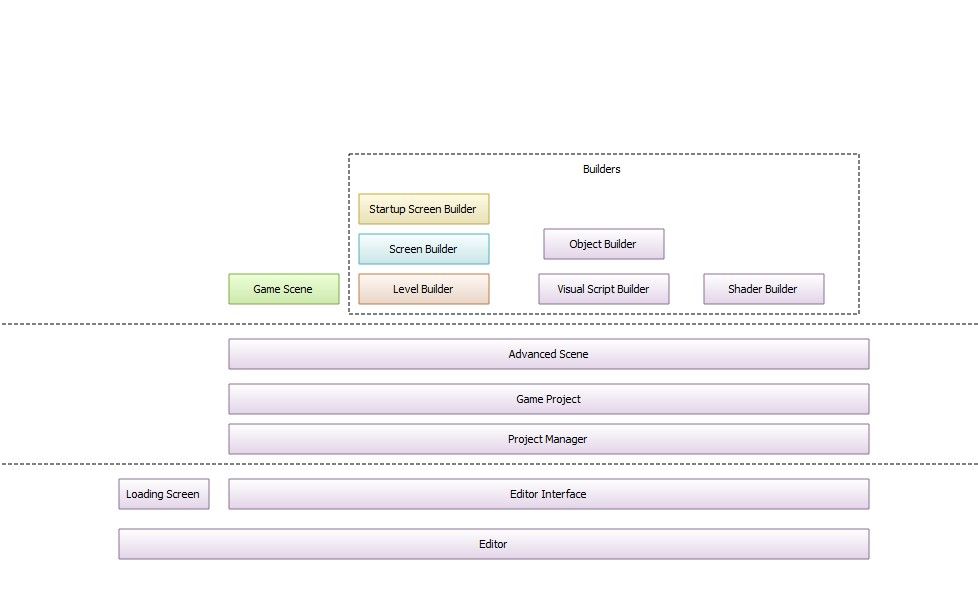 Builders
Startup Screen Builder
Screen Builder
Object Builder
Game Scene
Level Builder
Visual Script Builder
Shader Builder
Advanced Scene
Game Project
Project Manager
Loading Screen
Editor Interface
Editor